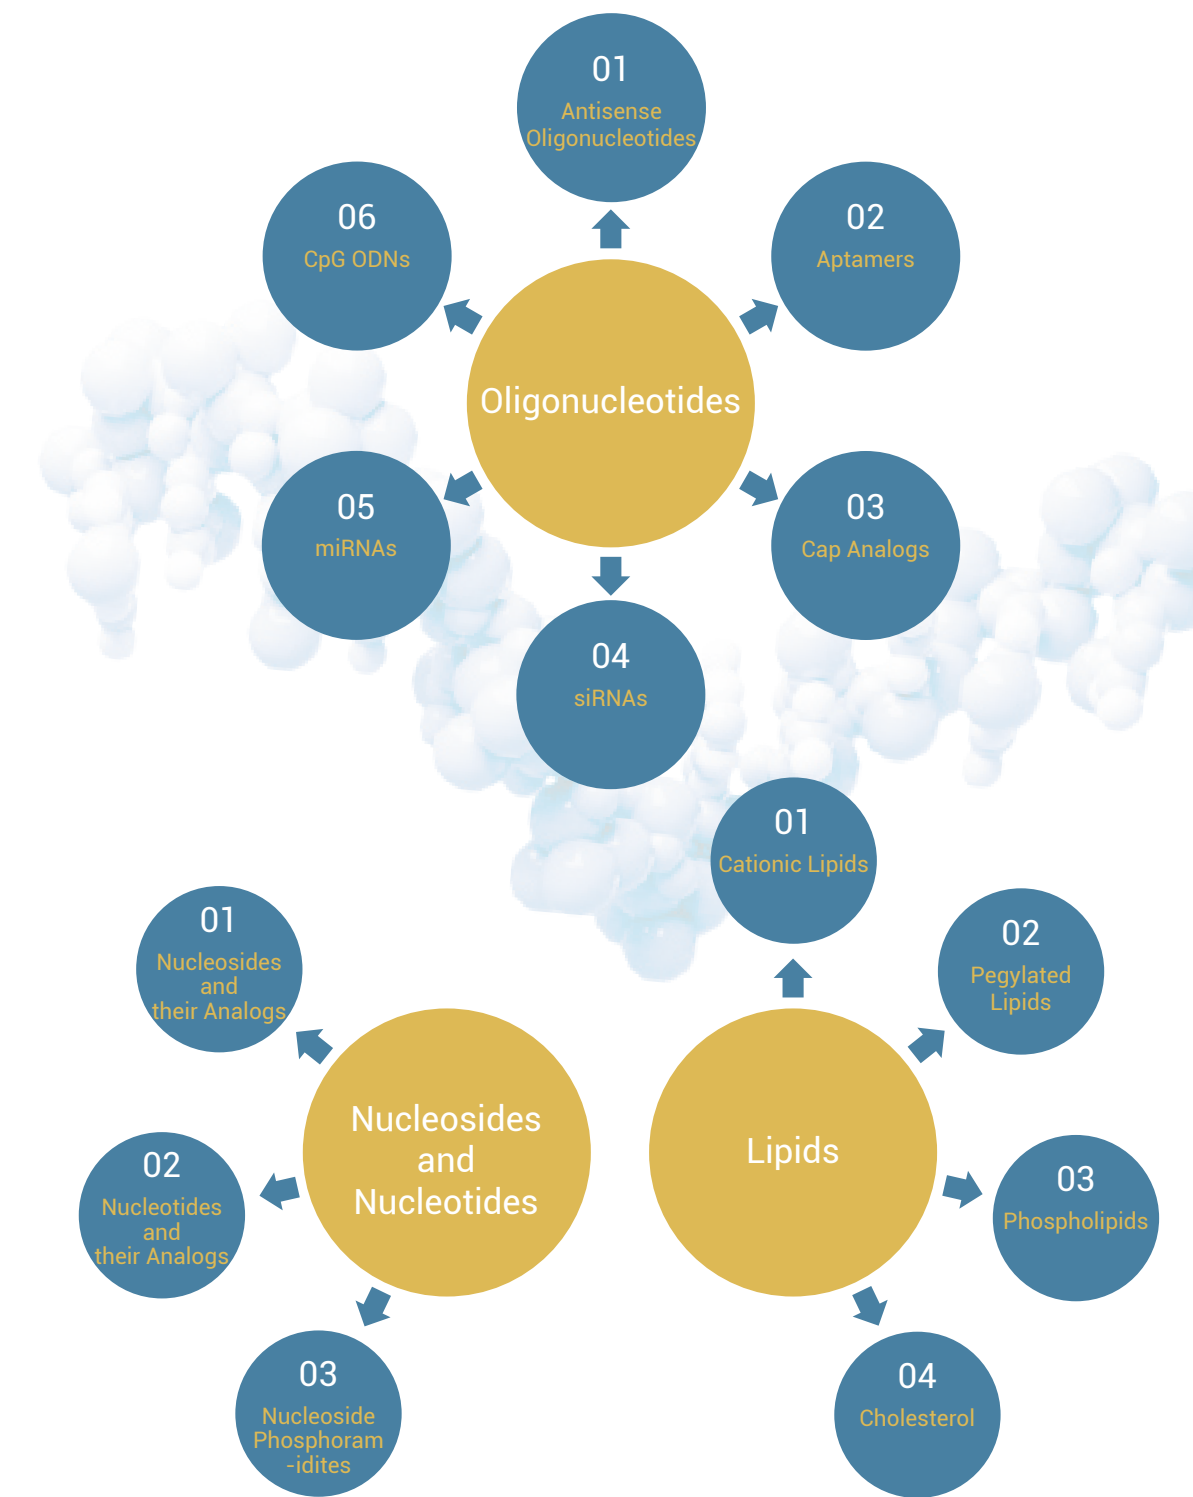 01
Antisense
Oligonucleotides
06
CpG ODNs
02
Aptamers
Oligonucleotides
05
miRNAs
03
Cap Analogs
04
siRNAs
01
Cationic Lipids
01
Nucleosides
and
their Analogs
02
Pegylated
Lipids
Nucleosides
and
Nucleotides
Lipids
02
Nucleotides
and
their Analogs
03
Phospholipids
03
Nucleoside
Phosphoram
-idites
04
Cholesterol